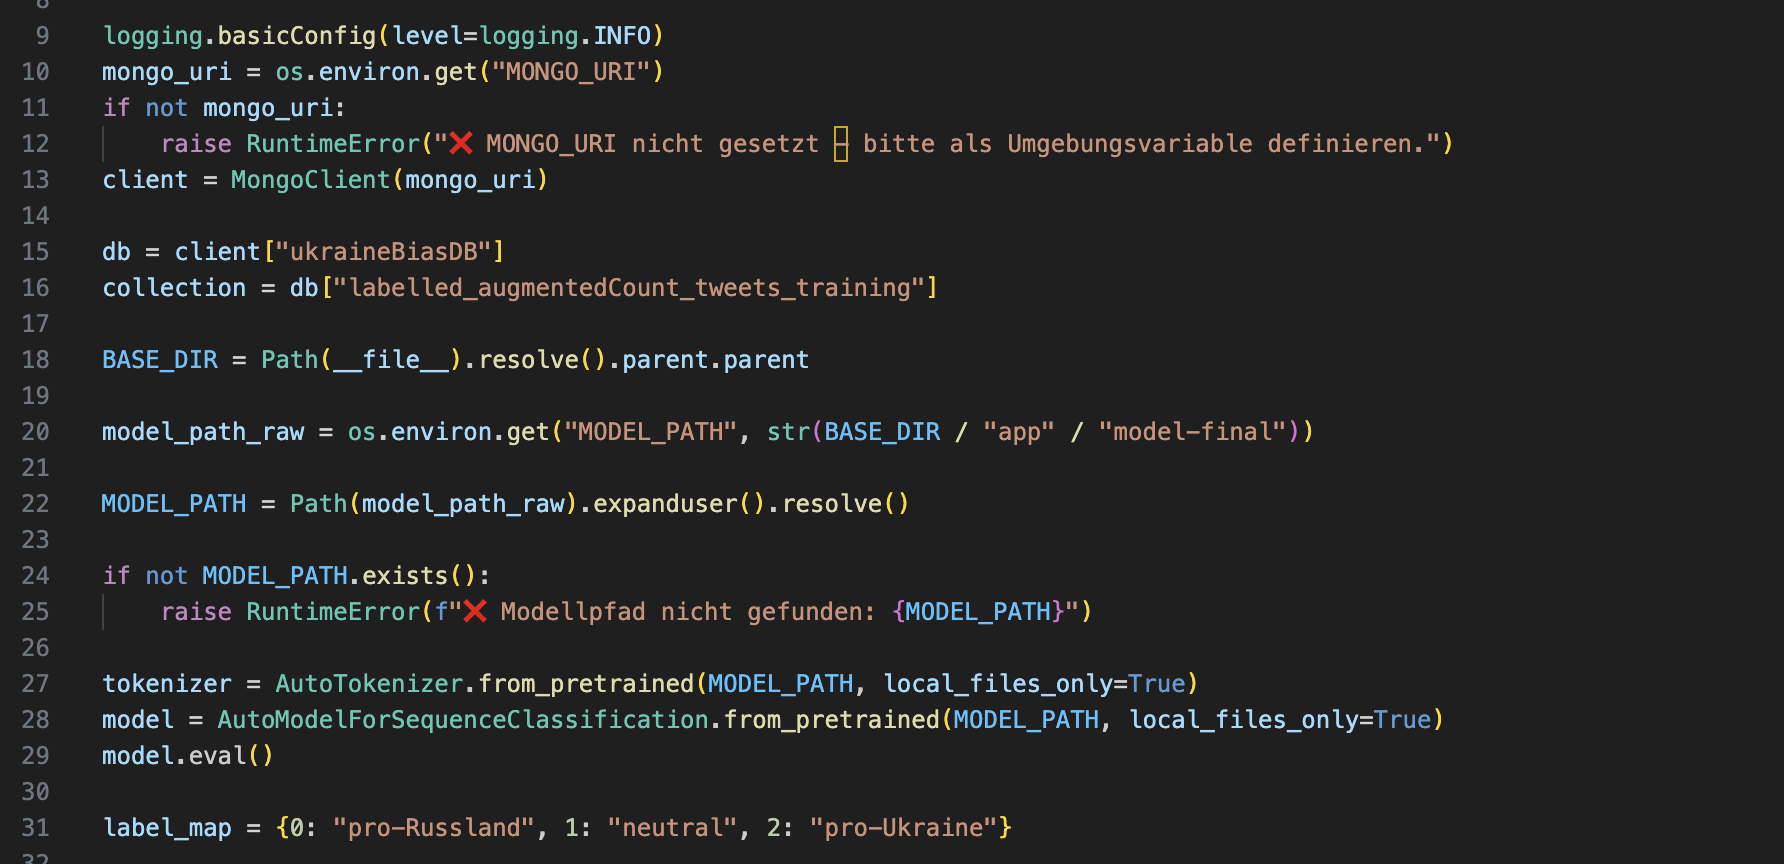 8
9 logging.basicConfig(level=logging.INFO)
10 mongo_uri = os.environ.get("MONGO_URI")
11 if not mongo_uri:
12     raise RuntimeError("❌ MONGO_URI nicht gesetzt – bitte als Umgebungsvariable definieren.")
13 client = MongoClient(mongo_uri)
14
15 db = client["ukraineBiasDB"]
16 collection = db["labelled_augmentedCount_tweets_training"]
17
18 BASE_DIR = Path(__file__).resolve().parent.parent
19
20 model_path_raw = os.environ.get("MODEL_PATH", str(BASE_DIR / "app" / "model-final"))
21
22 MODEL_PATH = Path(model_path_raw).expanduser().resolve()
23
24 if not MODEL_PATH.exists():
25     raise RuntimeError(f"❌ Modellpfad nicht gefunden: {MODEL_PATH}")
26
27 tokenizer = AutoTokenizer.from_pretrained(MODEL_PATH, local_files_only=True)
28 model = AutoModelForSequenceClassification.from_pretrained(MODEL_PATH, local_files_only=True)
29 model.eval()
30
31 label_map = {0: "pro-Russland", 1: "neutral", 2: "pro-Ukraine"}
32